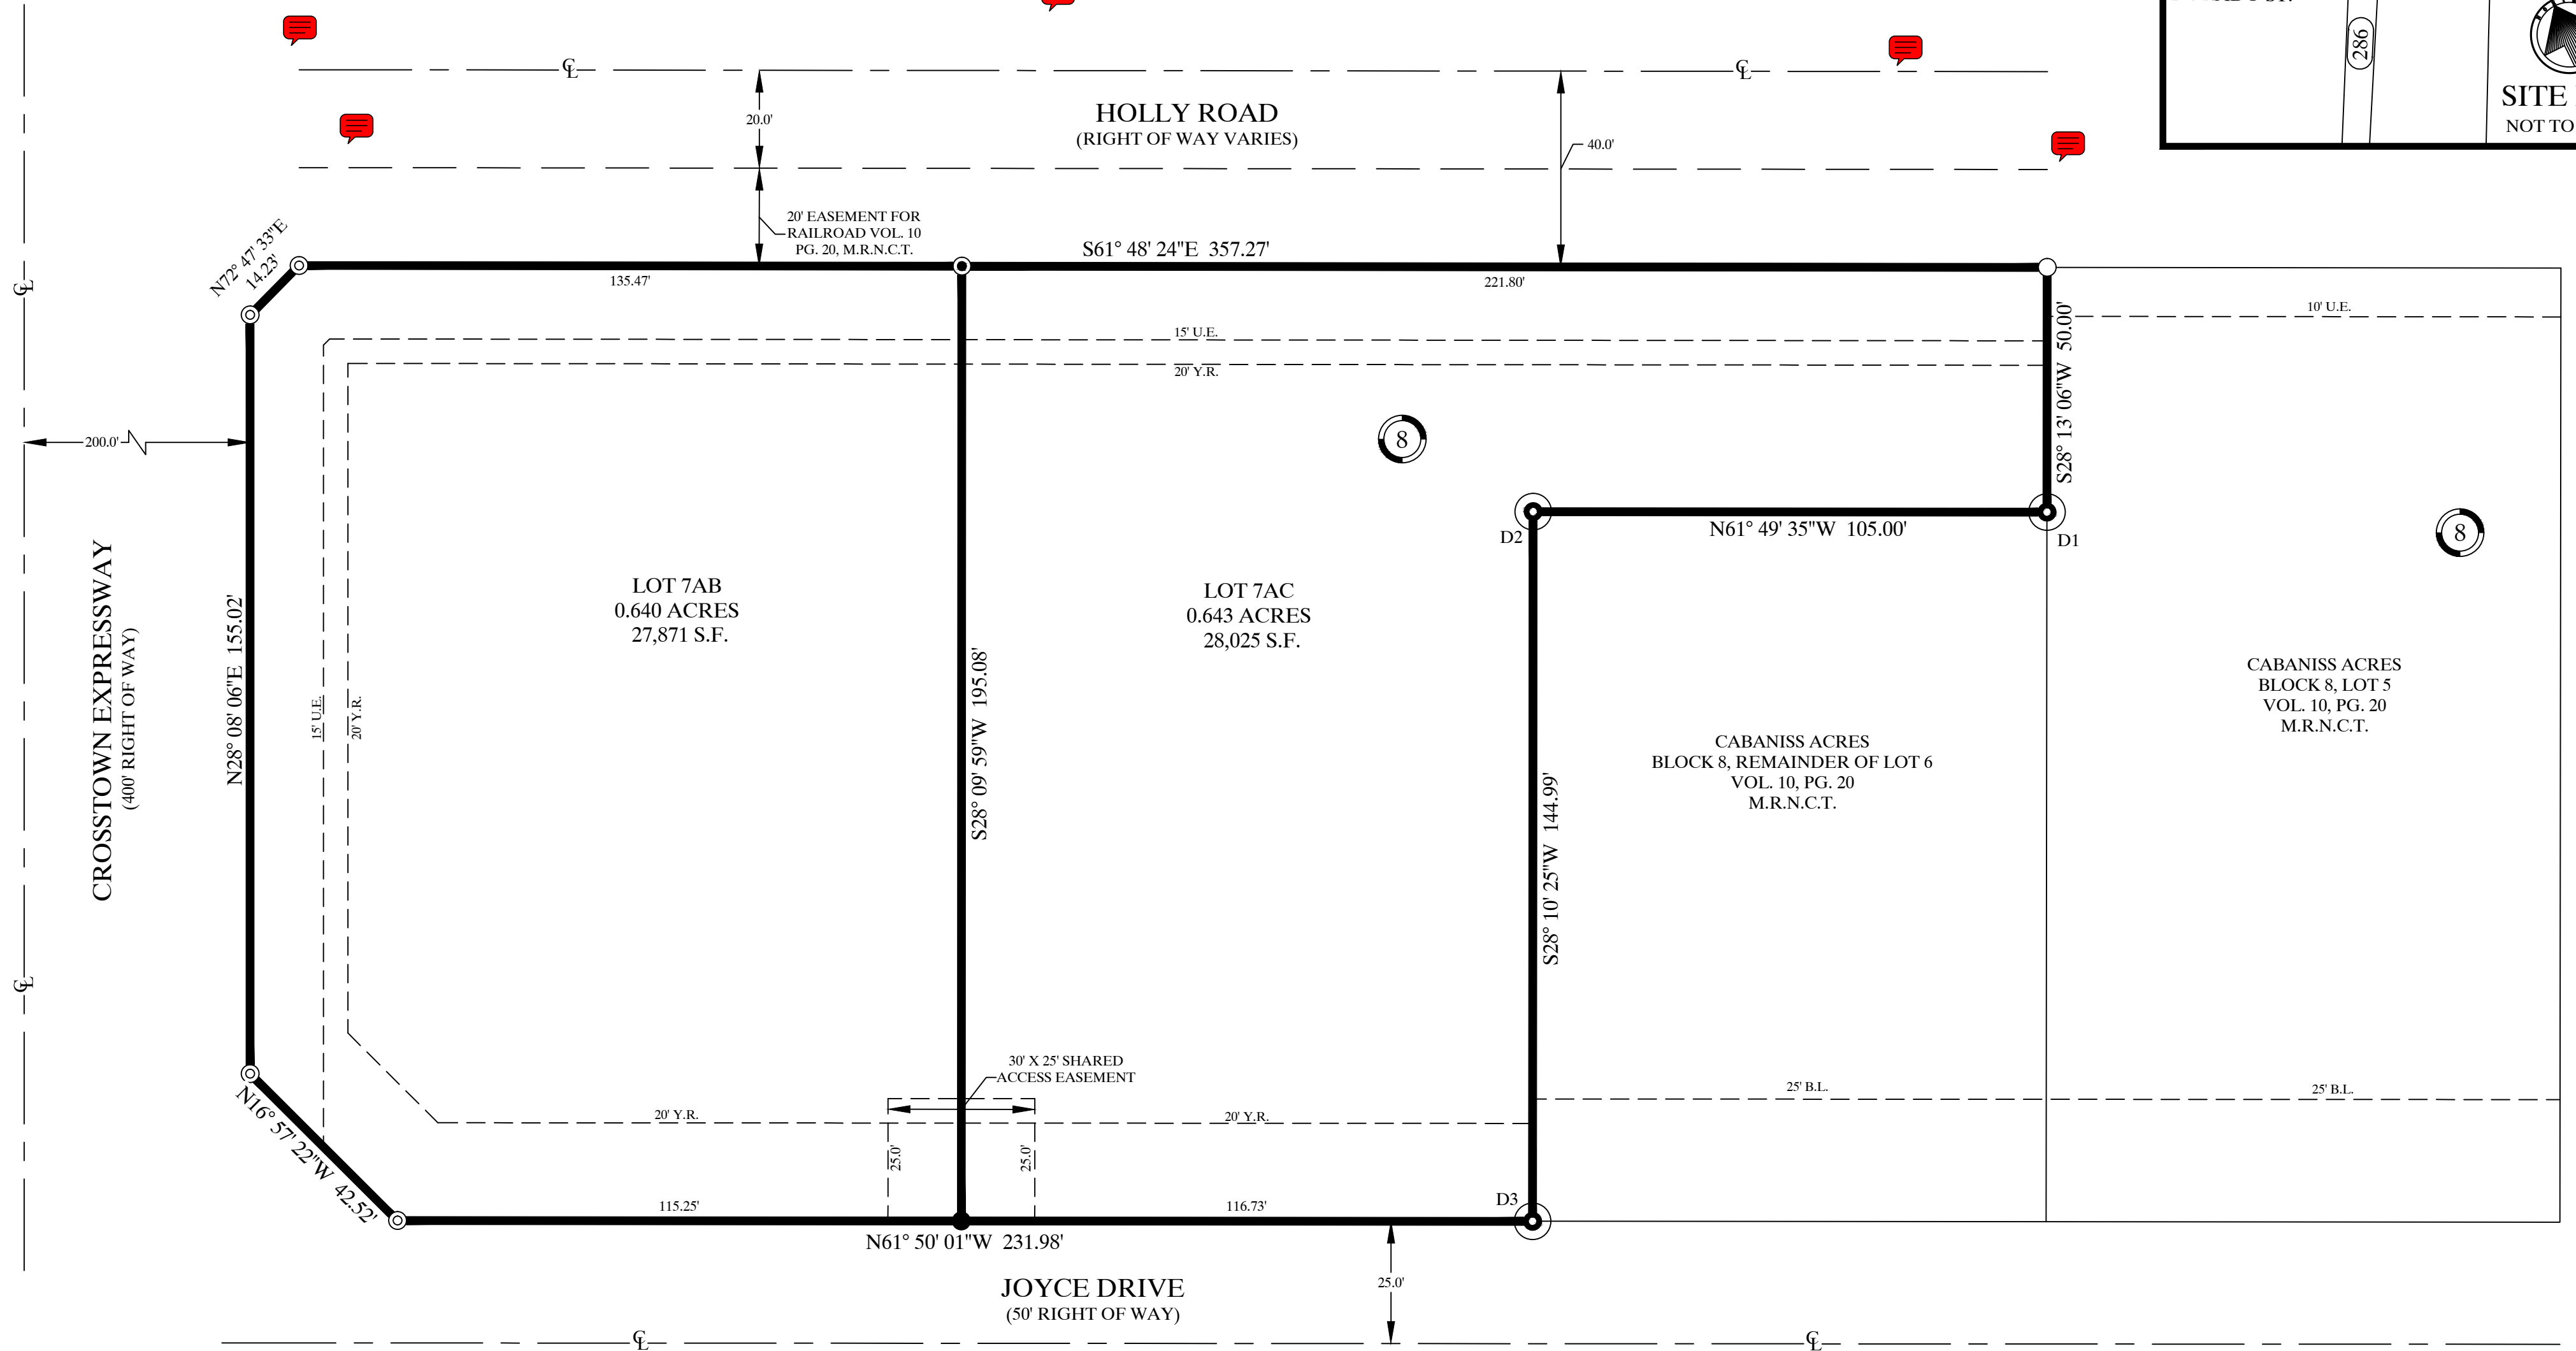 286
SITE
NOT TO
℄
℄
HOLLY ROAD
(RIGHT OF WAY VARIES)
20.0'
40.0'
20' EASEMENT FOR
RAILROAD VOL. 10
PG. 20, M.R.N.C.T.
S61° 48' 24"E 357.27'
135.47'
221.80'
N72° 47' 33"E
14.23'
℄
10' U.E.
15' U.E.
20' Y.R.
S28° 13' 06"W 50.00'
200.0'
8
8
N61° 49' 35"W 105.00'
D2
D1
CROSSTOWN EXPRESSWAY
(400' RIGHT OF WAY)
N28° 08' 06"E 155.02'
15' U.E.
20' Y.R.
LOT 7AB
0.640 ACRES
27,871 S.F.
LOT 7AC
0.643 ACRES
28,025 S.F.
S28° 09' 59"W 195.08'
S28° 10' 25"W 144.99'
CABANISS ACRES
BLOCK 8, LOT 5
VOL. 10, PG. 20
M.R.N.C.T.
CABANISS ACRES
BLOCK 8, REMAINDER OF LOT 6
VOL. 10, PG. 20
M.R.N.C.T.
℄
30' X 25' SHARED
ACCESS EASEMENT
25' B.L.
25' B.L.
20' Y.R.
20' Y.R.
25.0'
25.0'
N16° 57' 22"W 42.52'
115.25'
116.73'
D3
N61° 50' 01"W 231.98'
JOYCE DRIVE
(50' RIGHT OF WAY)
25.0'
℄
℄